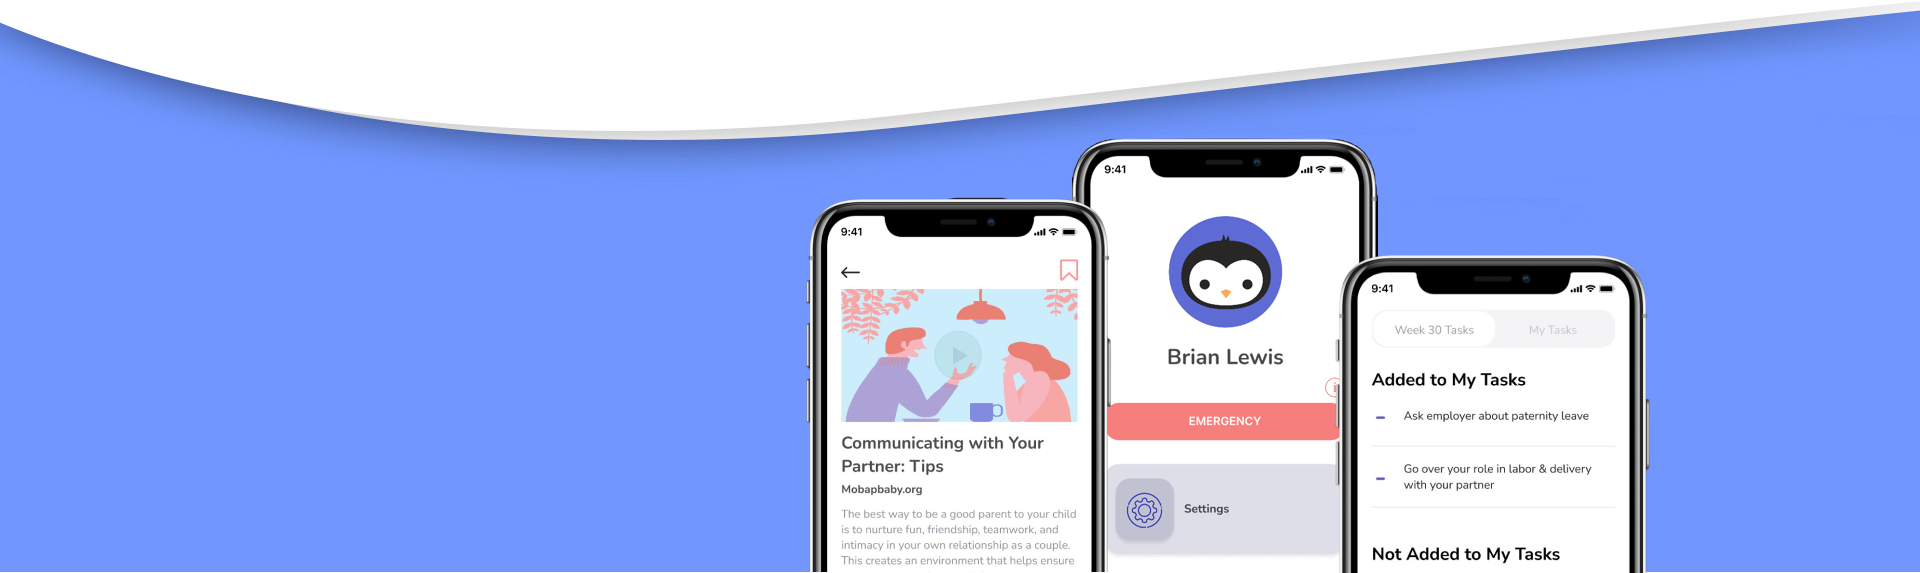 9:41
Communicating with Your
Partner: Tips
Mobapbaby.org
The best way to be a good parent to your child
is to nurture fun, friendship, teamwork, and
intimacy in your own relationship as a couple.
This creates an environment that helps ensure
9:41
Brian Lewis
EMERGENCY
Settings
9:41
Week 30 Tasks
My Tasks
Added to My Tasks
Ask employer about paternity leave
Go over your role in labor & delivery
with your partner
Not Added to My Tasks